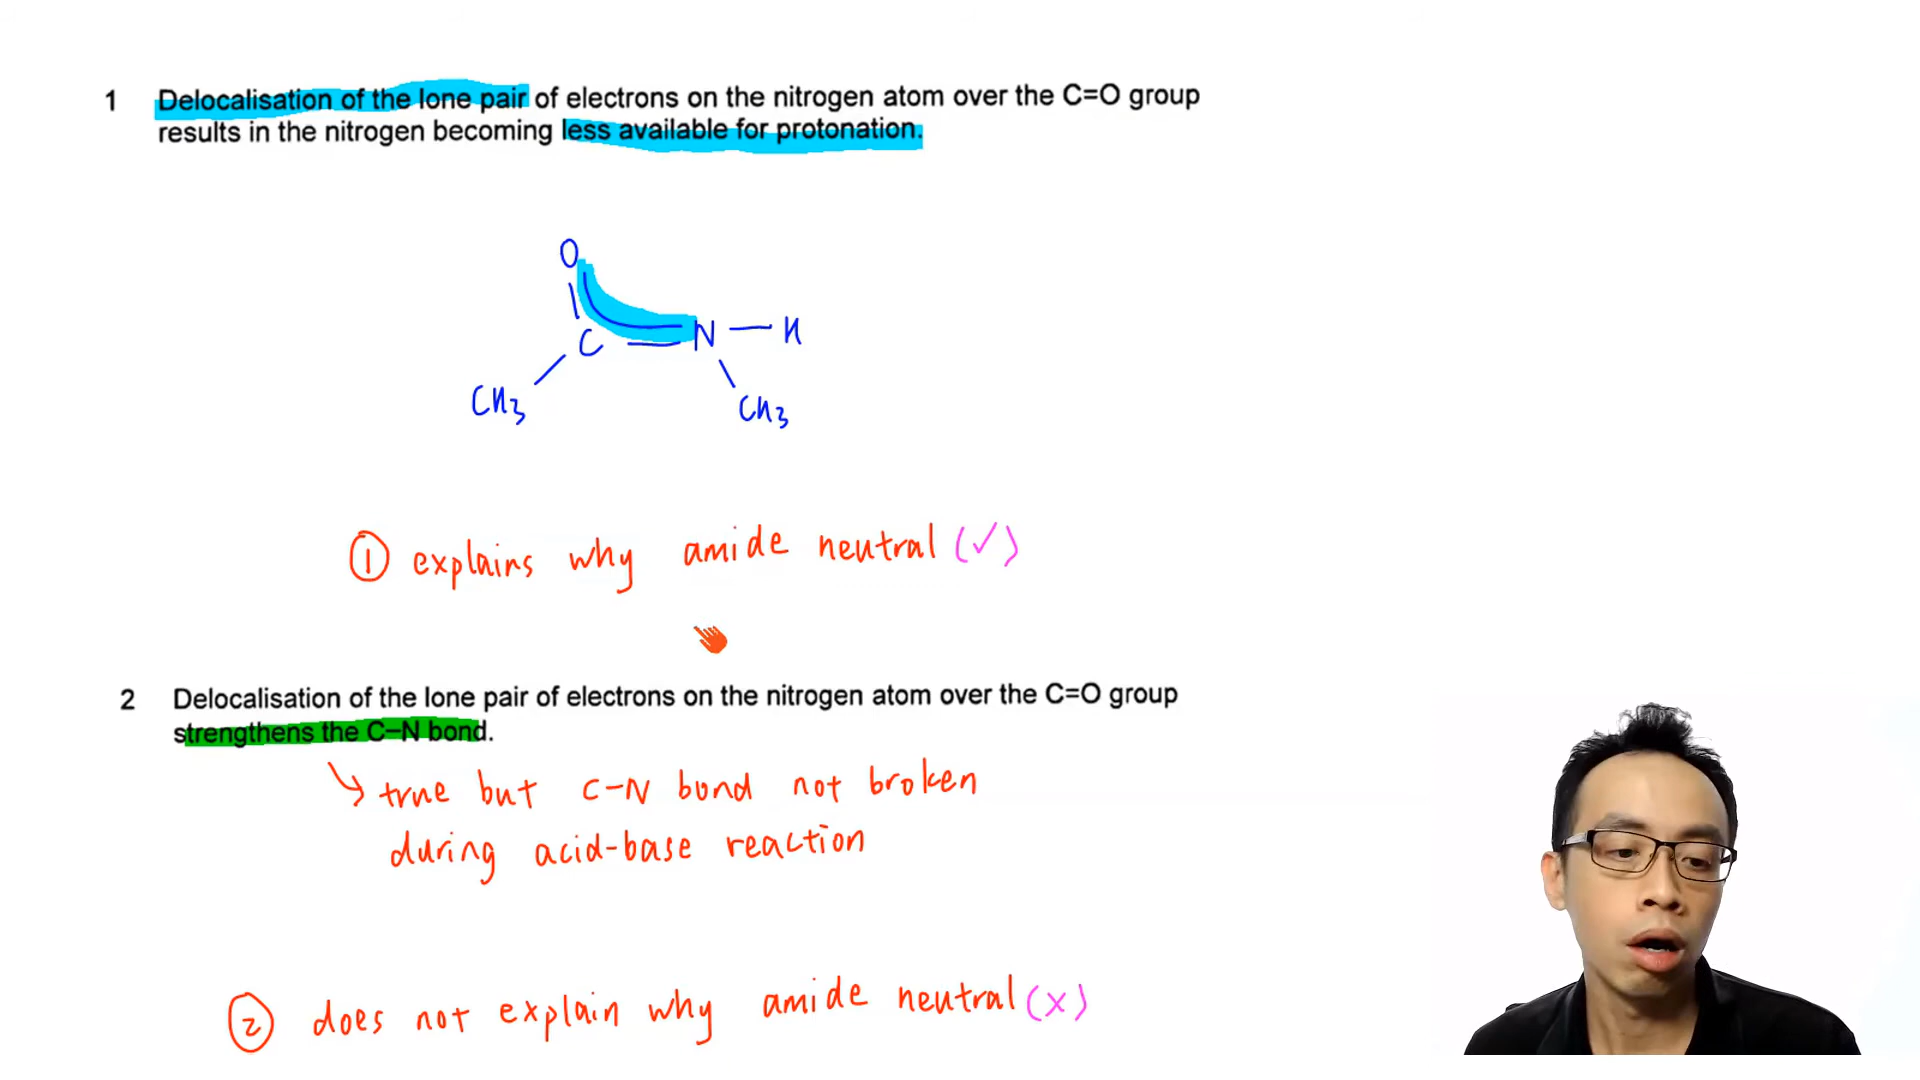 1 Delocalisation of the lone pair of electrons on the nitrogen atom over the C=O group
results in the nitrogen becoming less available for protonation.
O
C N H
CH3 CH3
① explains why amide neutral (✓)
2 Delocalisation of the lone pair of electrons on the nitrogen atom over the C=O group
strengthens the C–N bond.
↳ true but C–N bond not broken
during acid-base reaction
② does not explain why amide neutral (x)